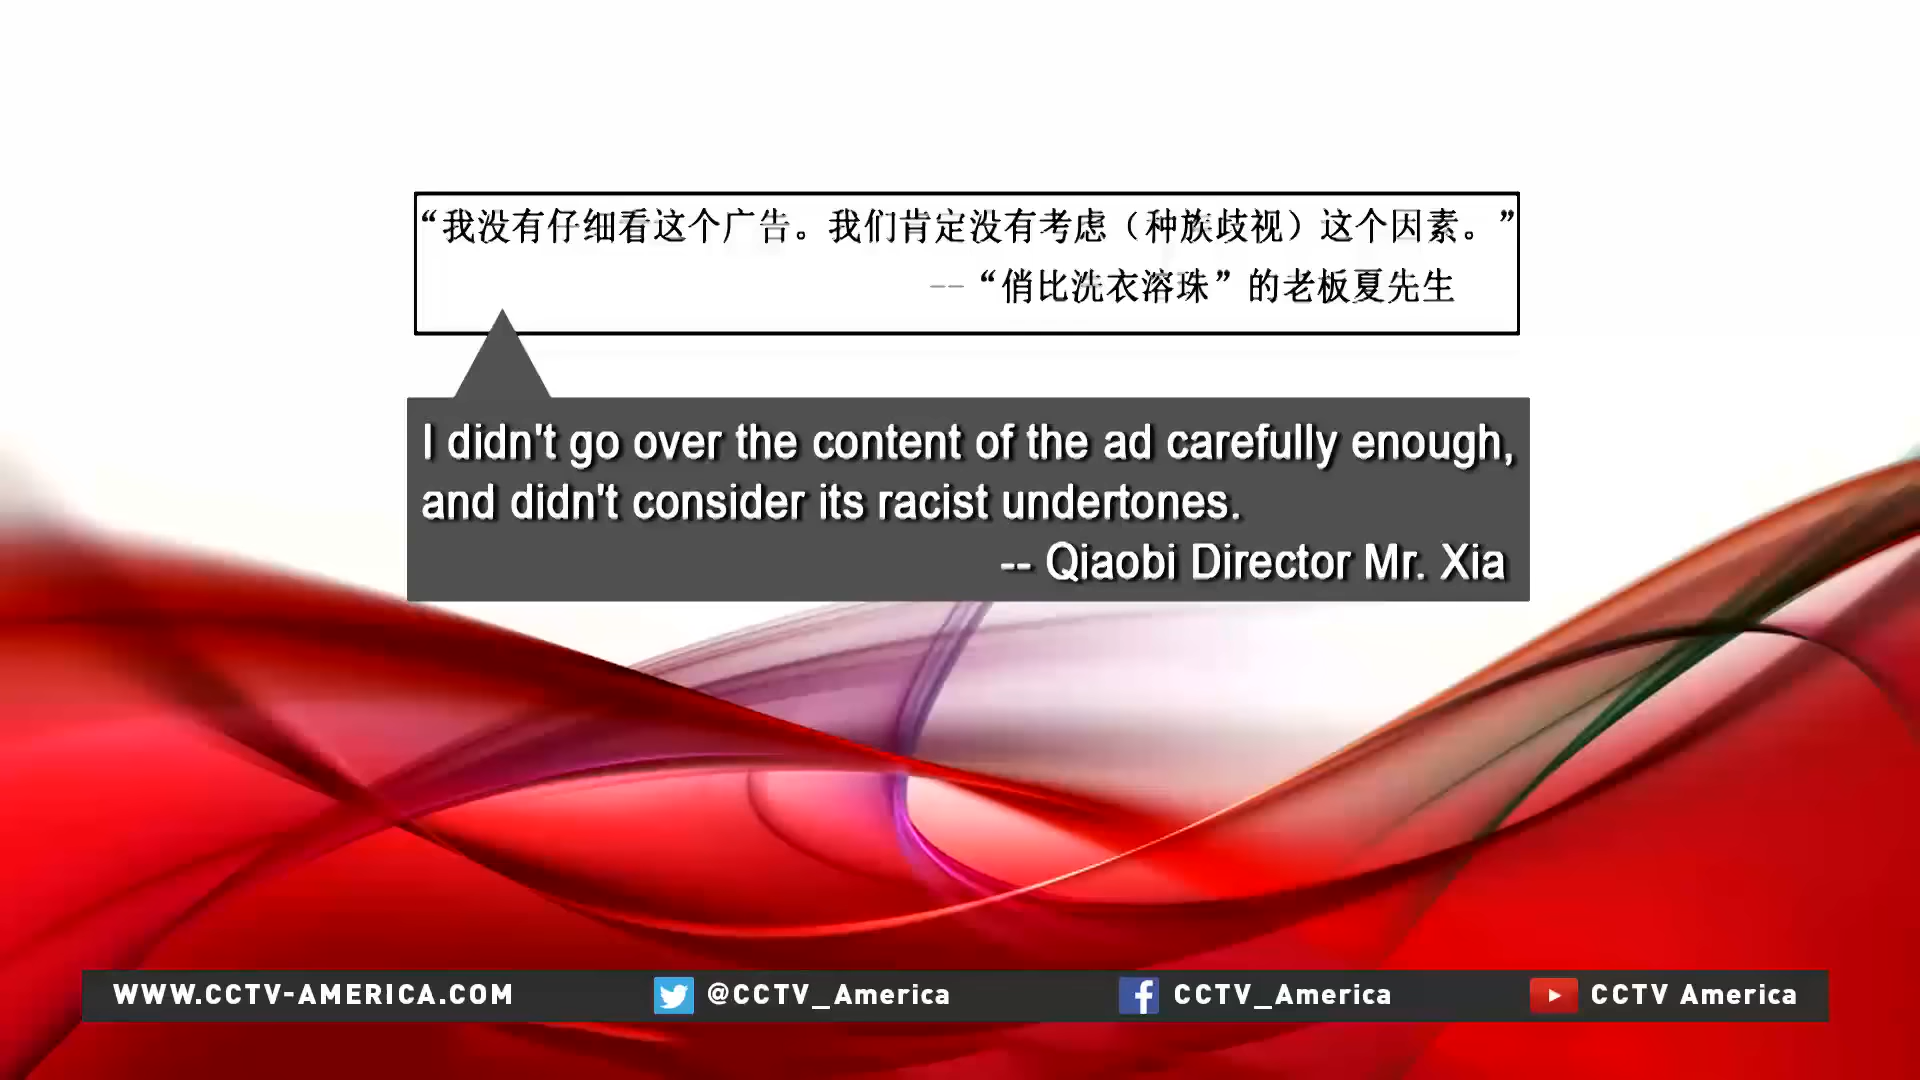 “我没有仔细看这个广告。我们肯定没有考虑（种族歧视）这个因素。”
--“俏比洗衣溶珠”的老板夏先生
I didn't go over the content of the ad carefully enough,
and didn't consider its racist undertones.
-- Qiaobi Director Mr. Xia
WWW.CCTV-AMERICA.COM @CCTV_America CCTV_America CCTV America